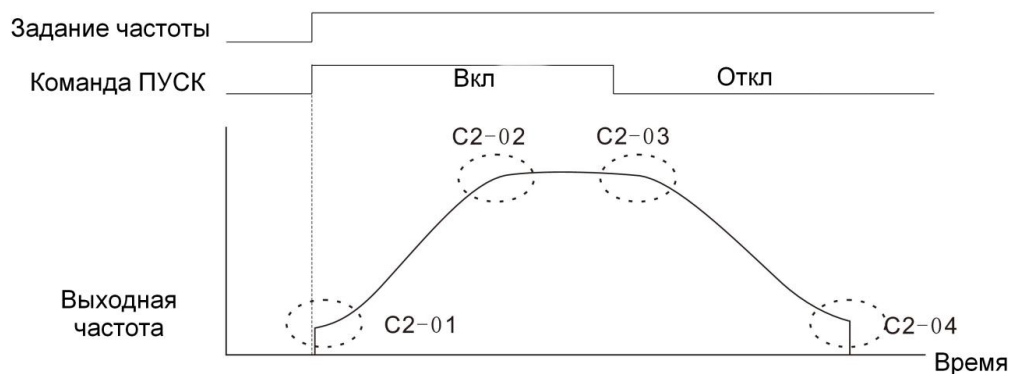 Задание частоты
Команда ПУСК
Вкл
Откл
C2-02
C2-03
Выходная
частота
C2-01
C2-04
Время